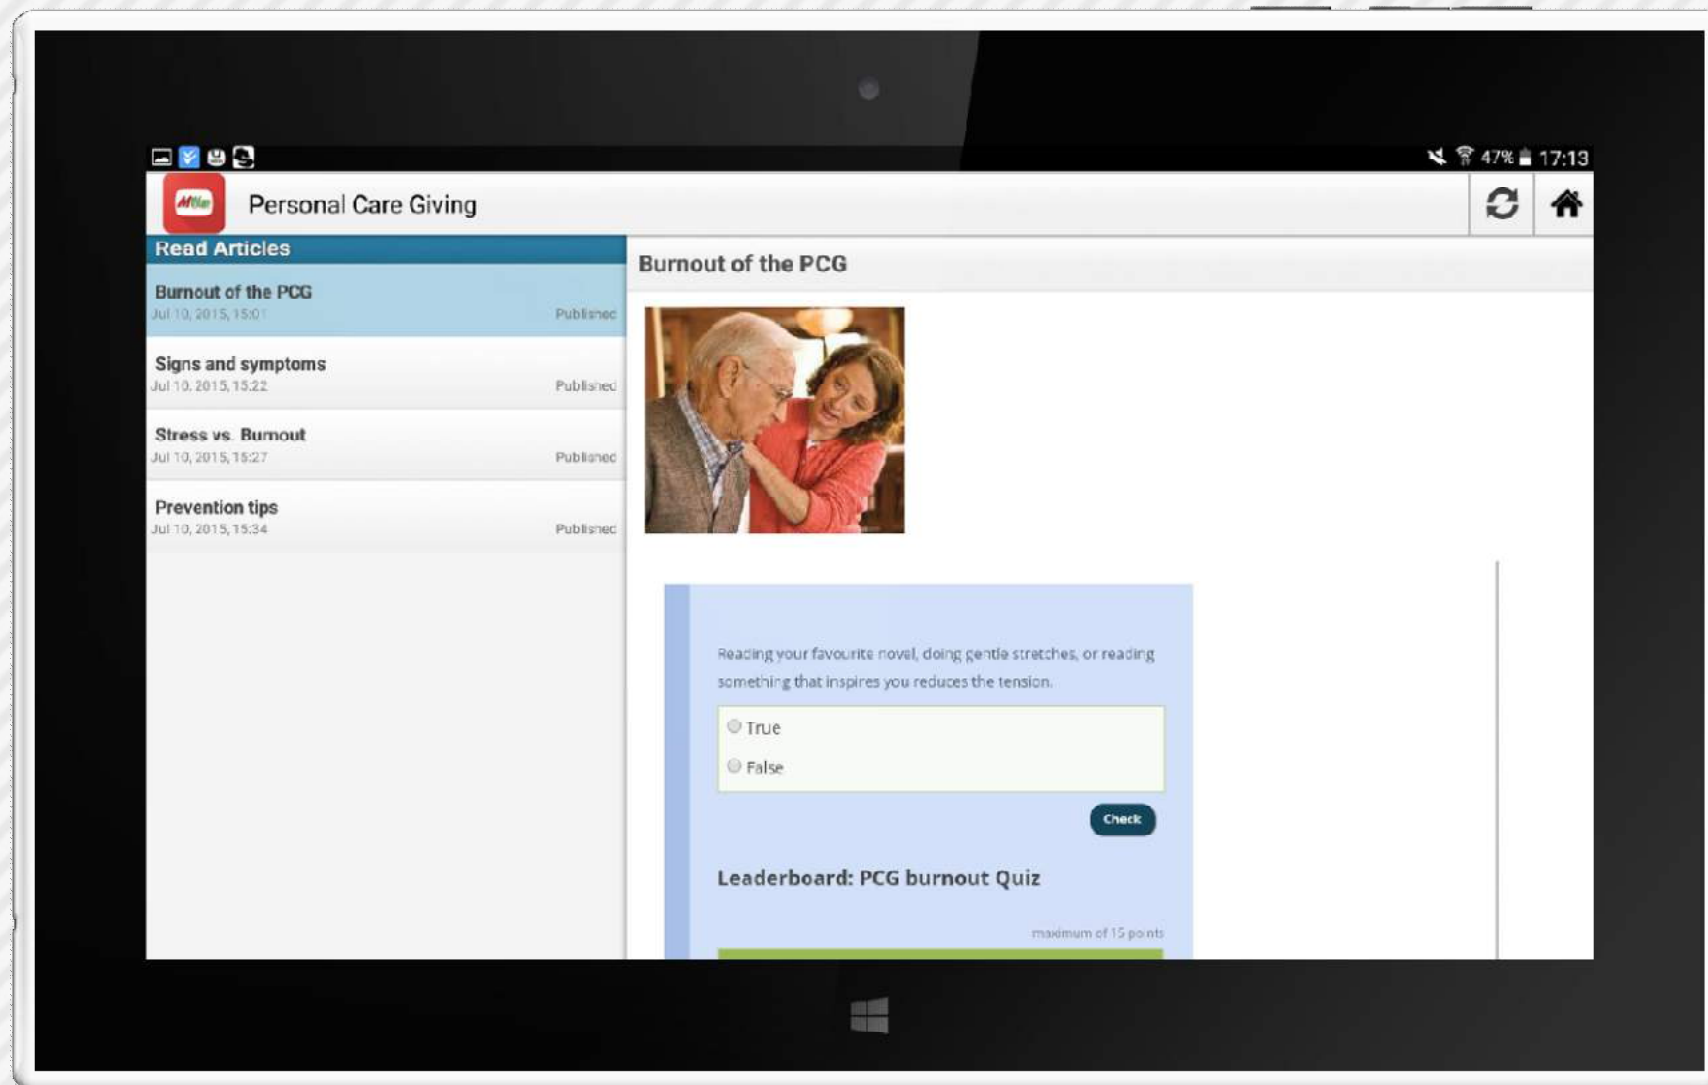 47% 17:13
Personal Care Giving
Read Articles
Burnout of the PCG
Jul 10, 2015, 15:01 Published
Signs and symptoms
Jul 10, 2015, 15:22 Published
Stress vs. Burnout
Jul 10, 2015, 15:27 Published
Prevention tips
Jul 10, 2015, 15:34 Published
Burnout of the PCG
Reading your favourite novel, doing gentle stretches, or reading
something that inspires you reduces the tension.
True
False
Check
Leaderboard: PCG burnout Quiz
maximum of 15 points